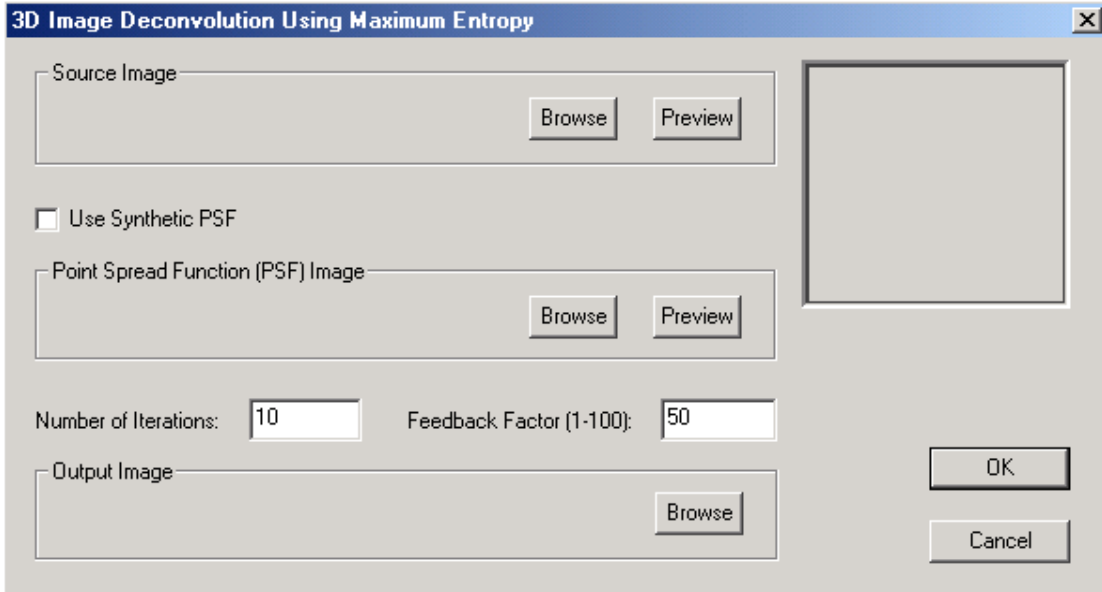 3D Image Deconvolution Using Maximum Entropy
Source Image
Browse Preview
Use Synthetic PSF
Point Spread Function (PSF) Image
Browse Preview
Number of Iterations: 10 Feedback Factor (1-100): 50
Output Image
Browse
OK
Cancel